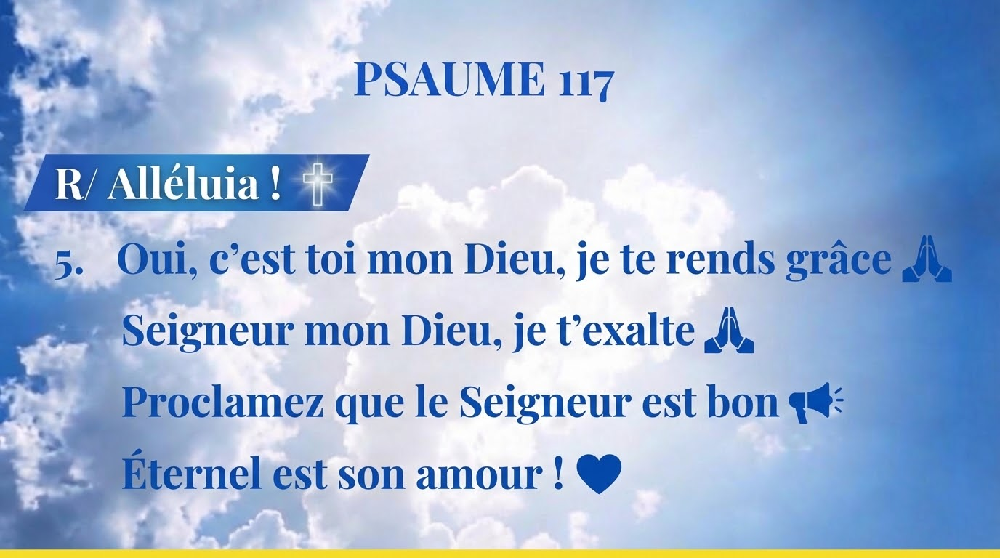 PSAUME 117
R/ Alléluia !
5. Oui, c’est toi mon Dieu, je te rends grâce
Seigneur mon Dieu, je t’exalte
Proclamez que le Seigneur est bon
Éternel est son amour !